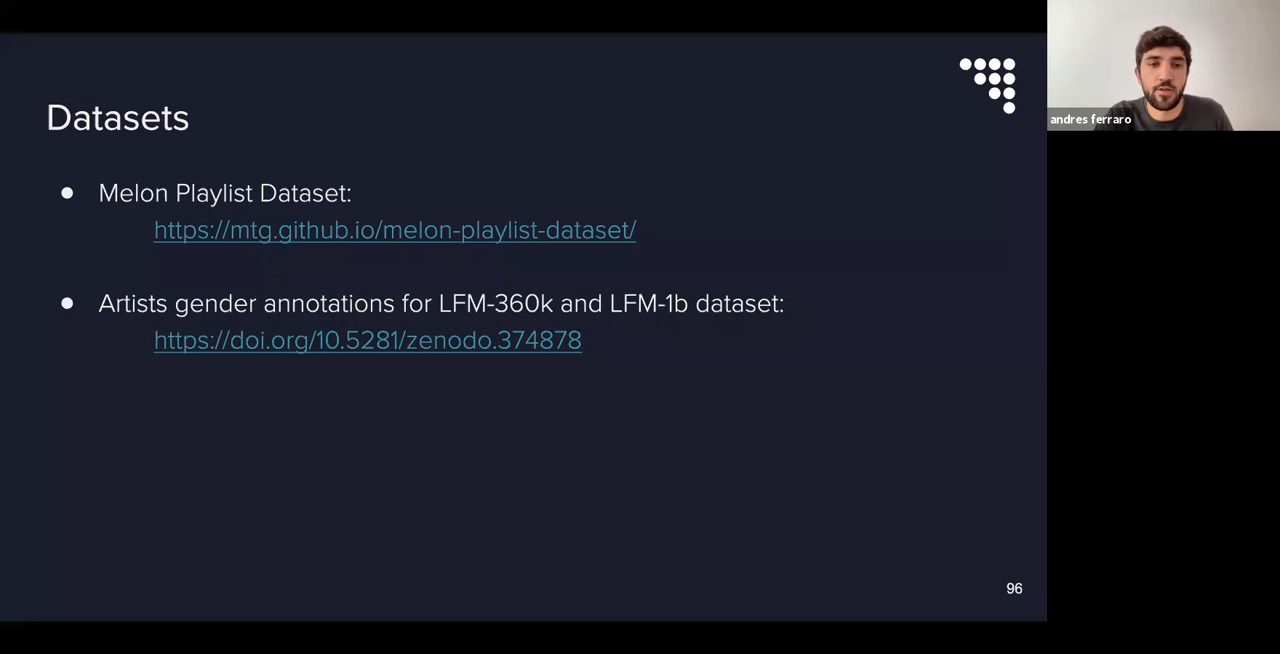 Datasets
● Melon Playlist Dataset:
https://mtg.github.io/melon-playlist-dataset/
● Artists gender annotations for LFM-360k and LFM-1b dataset:
https://doi.org/10.5281/zenodo.374878
96
andres ferraro